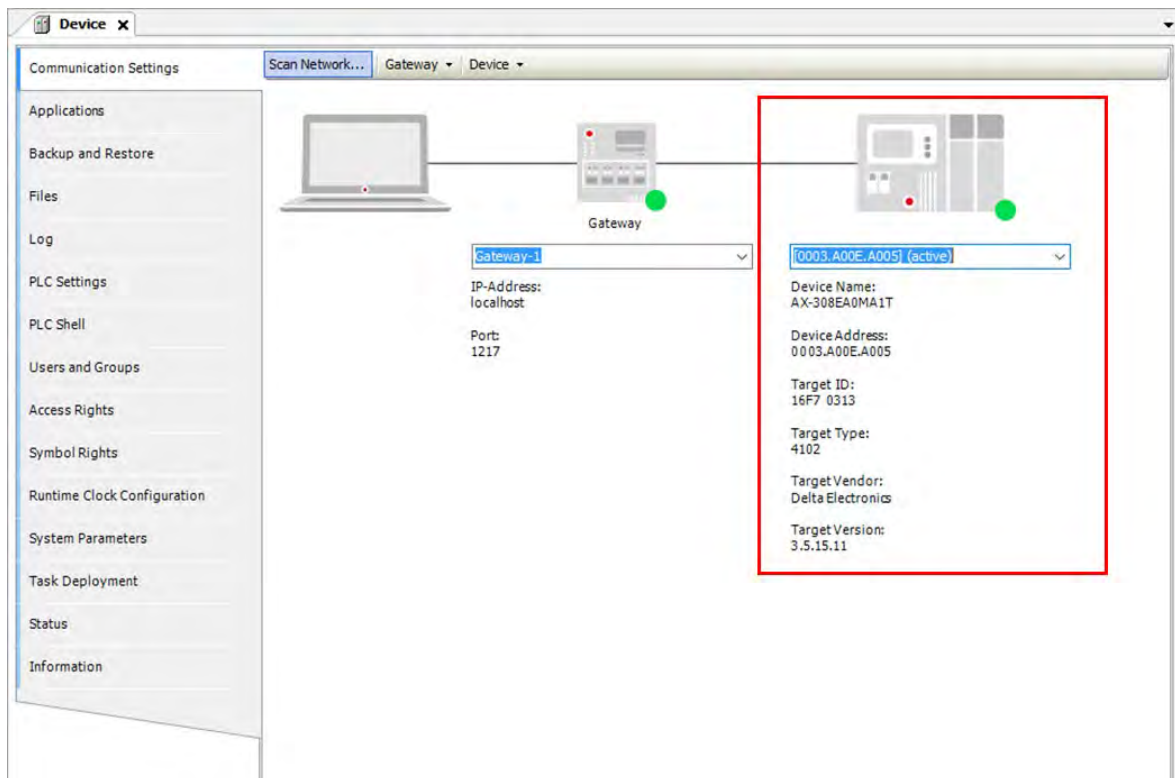 Device
Communication Settings
Applications
Backup and Restore
Files
Log
PLC Settings
PLC Shell
Users and Groups
Access Rights
Symbol Rights
Runtime Clock Configuration
System Parameters
Task Deployment
Status
Information
Scan Network... Gateway Device
Gateway
Gateway-1
IP-Address:
localhost
Port:
1217
[0003.A00E.A005] (active)
Device Name:
AX-308EA0MA1T
Device Address:
0003.A00E.A005
Target ID:
16F7 0313
Target Type:
4102
Target Vendor:
Delta Electronics
Target Version:
3.5.15.11